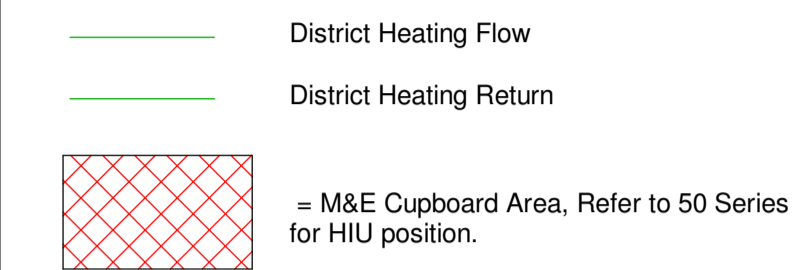 District Heating Flow
District Heating Return
= M&E Cupboard Area, Refer to 50 Series
for HIU position.